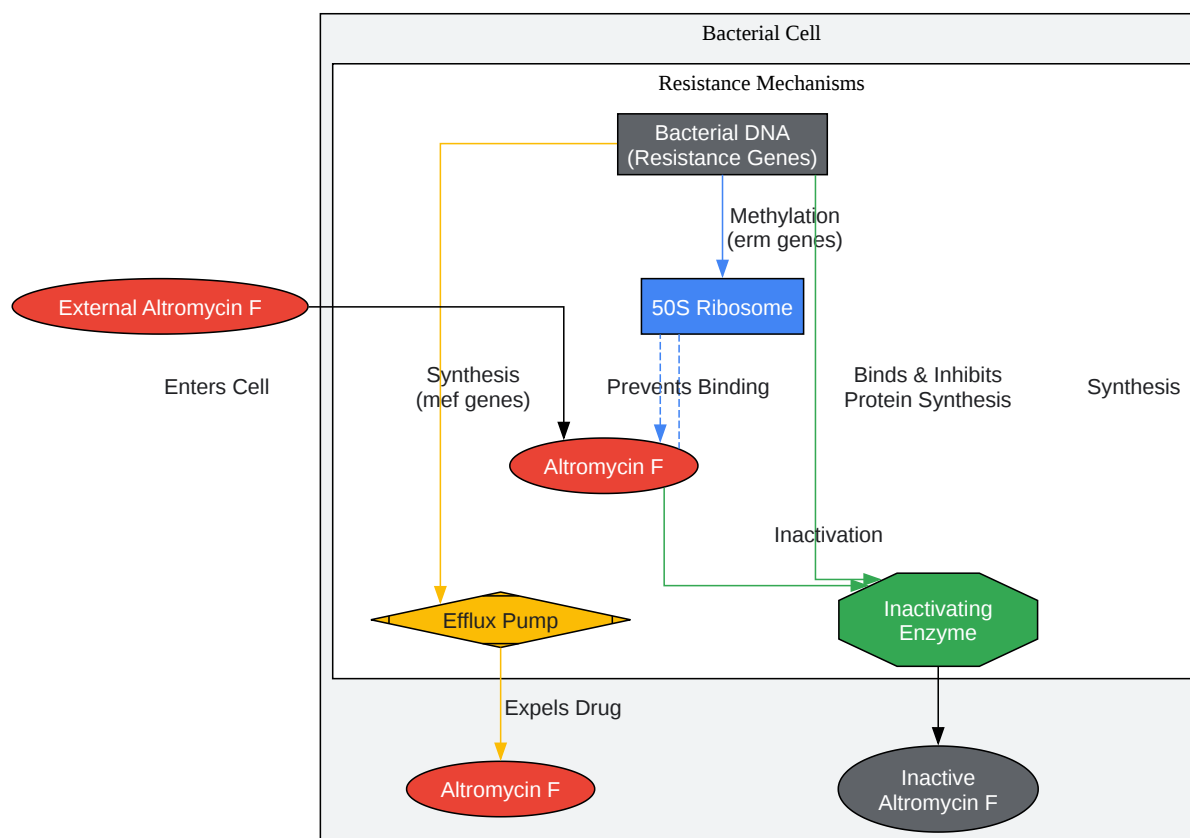 Bacterial Cell
Resistance Mechanisms
Bacterial DNA
(Resistance Genes)
Methylation
(erm genes)
External Altromycin F
50S Ribosome
Enters Cell
Synthesis
(mef genes)
Prevents Binding
Binds & Inhibits
Protein Synthesis
Synthesis
Altromycin F
Inactivation
Efflux Pump
Inactivating
Enzyme
Expels Drug
Altromycin F
Inactive
Altromycin F